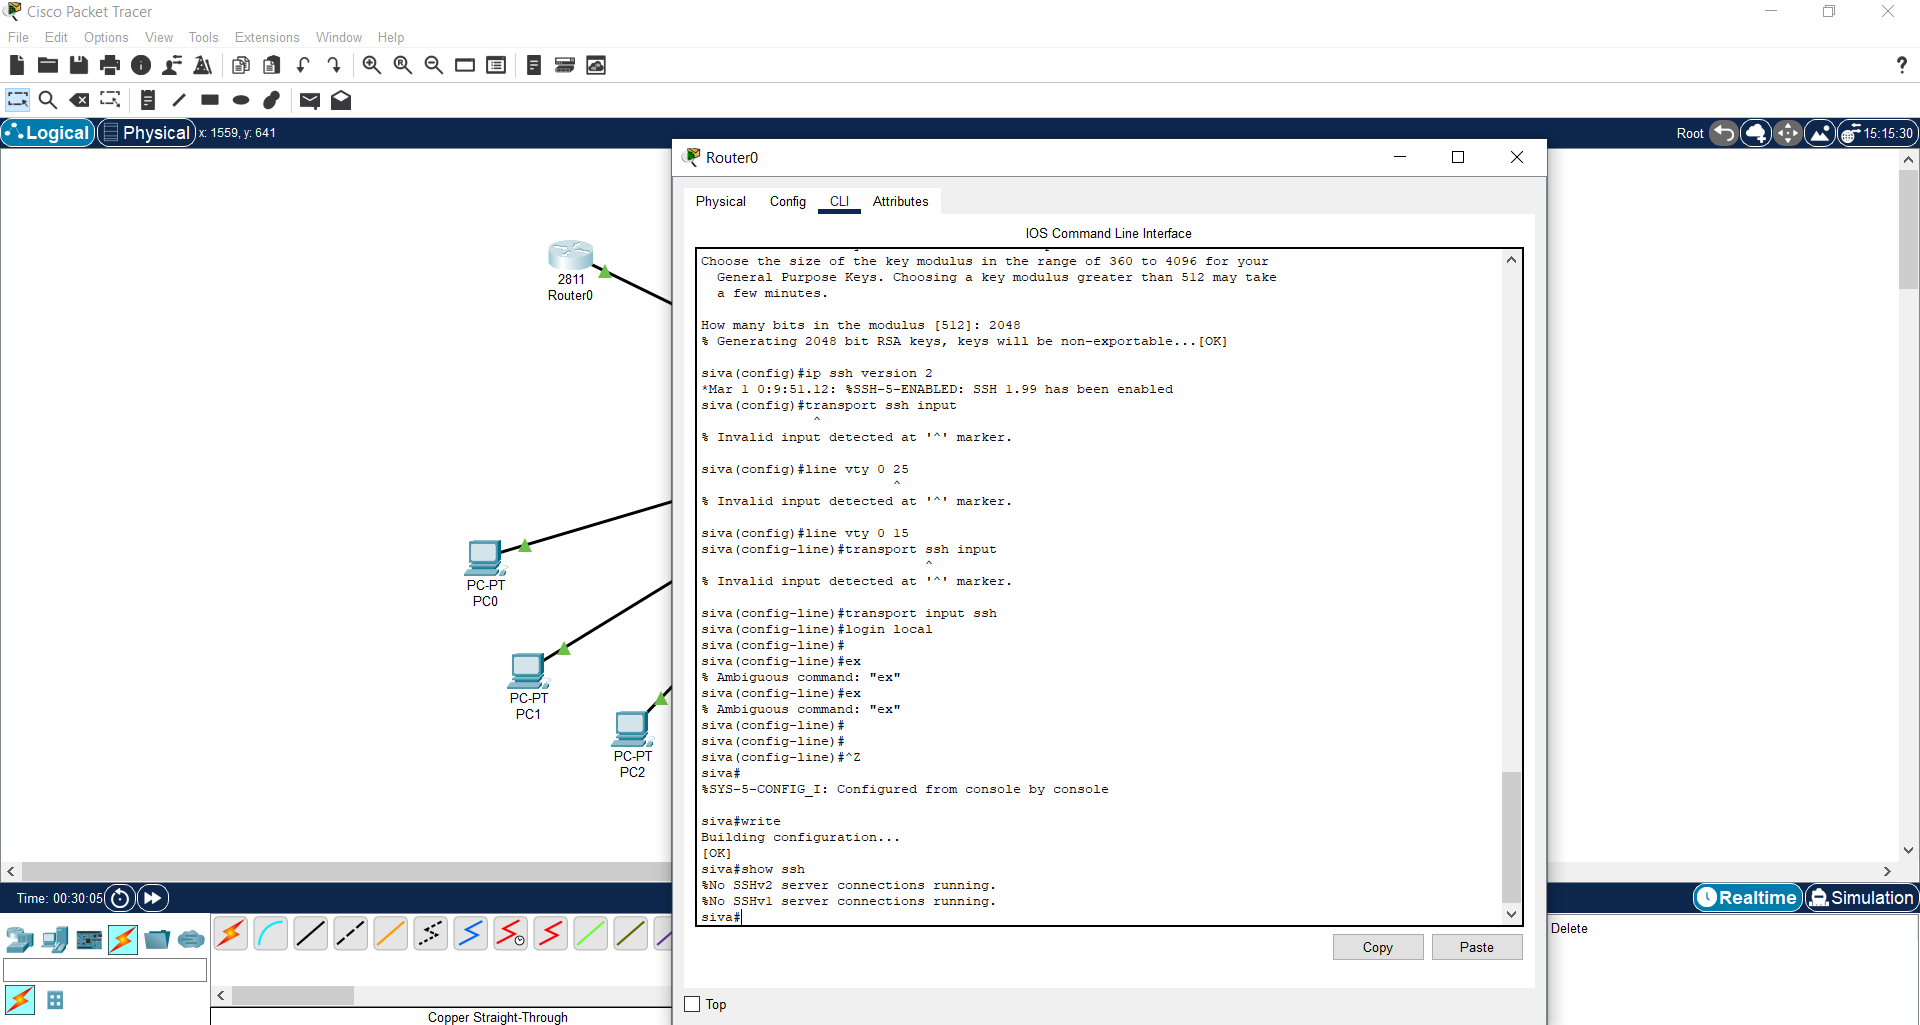 Cisco Packet Tracer
File Edit Options View Tools Extensions Window Help
Logical Physical x: 1559, y: 641 Root 15:15:30
2811
Router0
PC-PT
PC0
PC-PT
PC1
PC-PT
PC2
Router0
Physical Config CLI Attributes
IOS Command Line Interface
Choose the size of the key modulus in the range of 360 to 4096 for your
General Purpose Keys. Choosing a key modulus greater than 512 may take
a few minutes.
How many bits in the modulus [512]: 2048
% Generating 2048 bit RSA keys, keys will be non-exportable...[OK]
siva(config)#ip ssh version 2
*Mar 1 0:9:51.12: %SSH-5-ENABLED: SSH 1.99 has been enabled
siva(config)#transport ssh input
^
% Invalid input detected at '^' marker.
siva(config)#line vty 0 25
^
% Invalid input detected at '^' marker.
siva(config)#line vty 0 15
siva(config-line)#transport ssh input
^
% Invalid input detected at '^' marker.
siva(config-line)#transport input ssh
siva(config-line)#login local
siva(config-line)#
siva(config-line)#ex
% Ambiguous command: "ex"
siva(config-line)#ex
% Ambiguous command: "ex"
siva(config-line)#
siva(config-line)#
siva(config-line)#^Z
siva#
%SYS-5-CONFIG_I: Configured from console by console
siva#write
Building configuration...
[OK]
siva#show ssh
%No SSHv2 server connections running.
%No SSHv1 server connections running.
siva#
Copy Paste
Top
Time: 00:30:05 Realtime Simulation
Delete
Copper Straight-Through